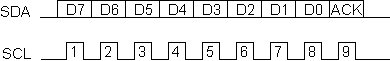 SDA D7 D6 D5 D4 D3 D2 D1 D0 ACK
SCL 1 2 3 4 5 6 7 8 9